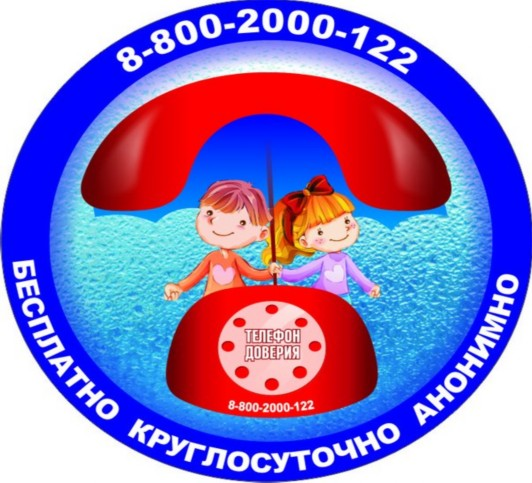 8-800-2000-122
ТЕЛЕФОН
ДОВЕРИЯ
8-800-2000-122
БЕСПЛАТНО КРУГЛОСУТОЧНО АНОНИМНО